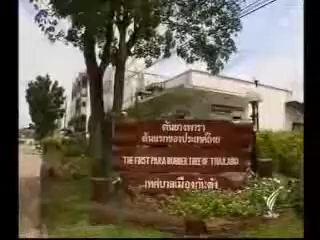 ต้นยางพารา
ต้นแรกของประเทศไทย
THE FIRST PARA RUBBER TREE OF THAILAND
เทศบาลเมืองกันตัง